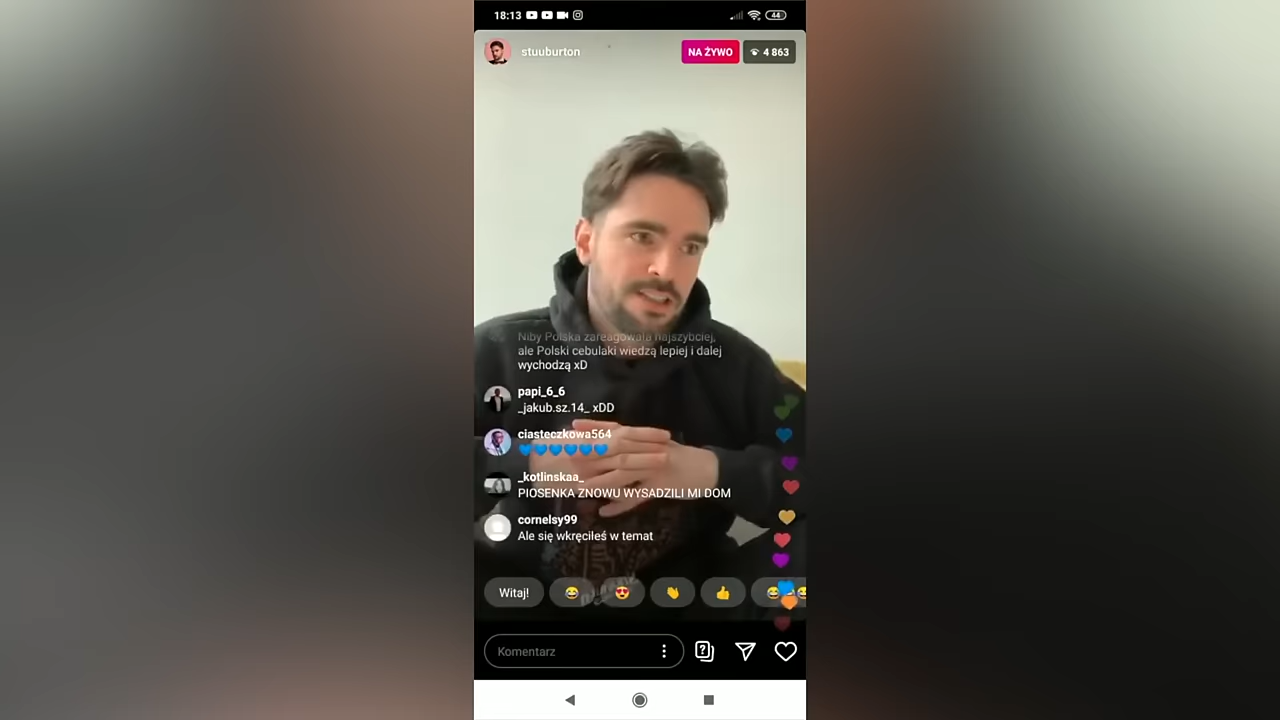 18:13
44
stuuburton
NA ŻYWO
4 863
Niby Polska zareagowała najszybciej,
ale Polski cebulaki wiedzą lepiej i dalej
wychodzą xD
papi_6_6
_jakub.sz.14_ xDD
ciasteczkowa564
💙💙💙💙💙💙
_kotlinskaa_
PIOSENKA ZNOWU WYSADZILI MI DOM
cornelsy99
Ale się wkręciłeś w temat
Witaj!
Komentarz